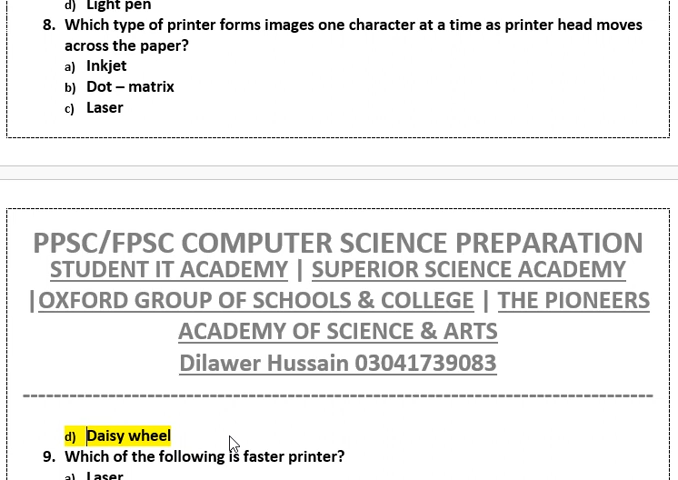 d) Light pen
8. Which type of printer forms images one character at a time as printer head moves
across the paper?
a) Inkjet
b) Dot – matrix
c) Laser
PPSC/FPSC COMPUTER SCIENCE PREPARATION
STUDENT IT ACADEMY | SUPERIOR SCIENCE ACADEMY
|OXFORD GROUP OF SCHOOLS & COLLEGE | THE PIONEERS
ACADEMY OF SCIENCE & ARTS
Dilawer Hussain 03041739083
--------------------------------------------------------------------------------
d) Daisy wheel
9. Which of the following is faster printer?
a) Laser